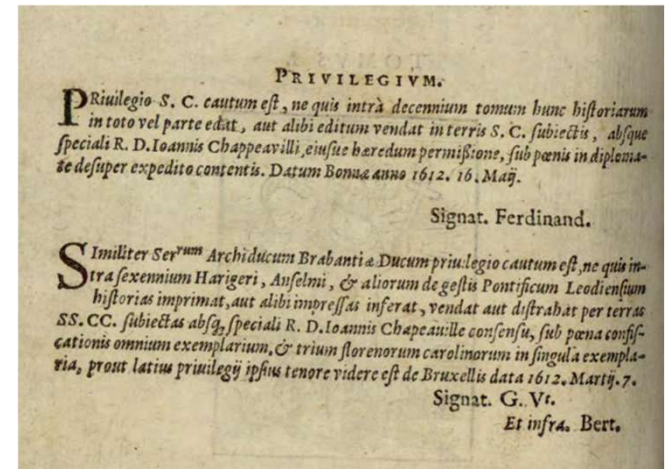 PRIVILEGIVM.
PRiuilegio S. C. cautum est, ne quis intrà decennium tomum hunc historiarum
in toto vel parte edat, aut alibi editum vendat in terris S. C. subiectis, absque
speciali R. D. Ioannis Chappeavilli, eiusue hæredum permißione, sub pœnis in diploma-
te desuper expedito contentis. Datum Bonnæ anno 1612. 16. Maij.
Signat. Ferdinand.
SImiliter Serrum Archiducum Brabantiæ Ducum priuilegio cautum est, ne quis in-
tra sexennium Harigeri, Anselmi, & aliorum de gestis Pontificum Leodiensium
historias imprimat, aut alibi impressas inferat, vendat aut distrahat per terras
SS. CC. subiectas absq; speciali R. D. Ioannis Chapeauille consensu, sub pœna confis-
cationis omnium exemplarium, & trium florenorum carolinorum in singula exempla-
ria, prout latius priuilegij ipsius tenore videre est de Bruxellis data 1612. Martij. 7.
Signat. G. Vr.
Et infra. Bert.